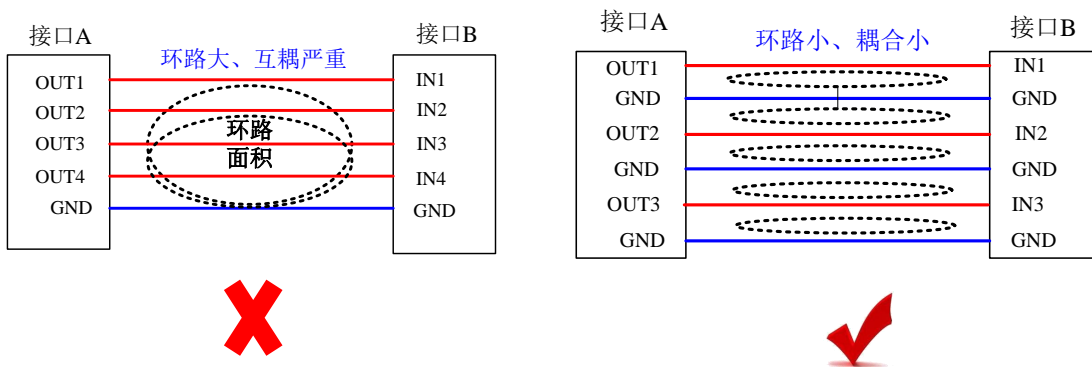 接口A
接口B
环路大、互耦严重
OUT1
IN1
OUT2
IN2
环路
OUT3
IN3
面积
OUT4
IN4
GND
GND
接口A
接口B
环路小、耦合小
OUT1
IN1
GND
GND
OUT2
IN2
GND
GND
OUT3
IN3
GND
GND